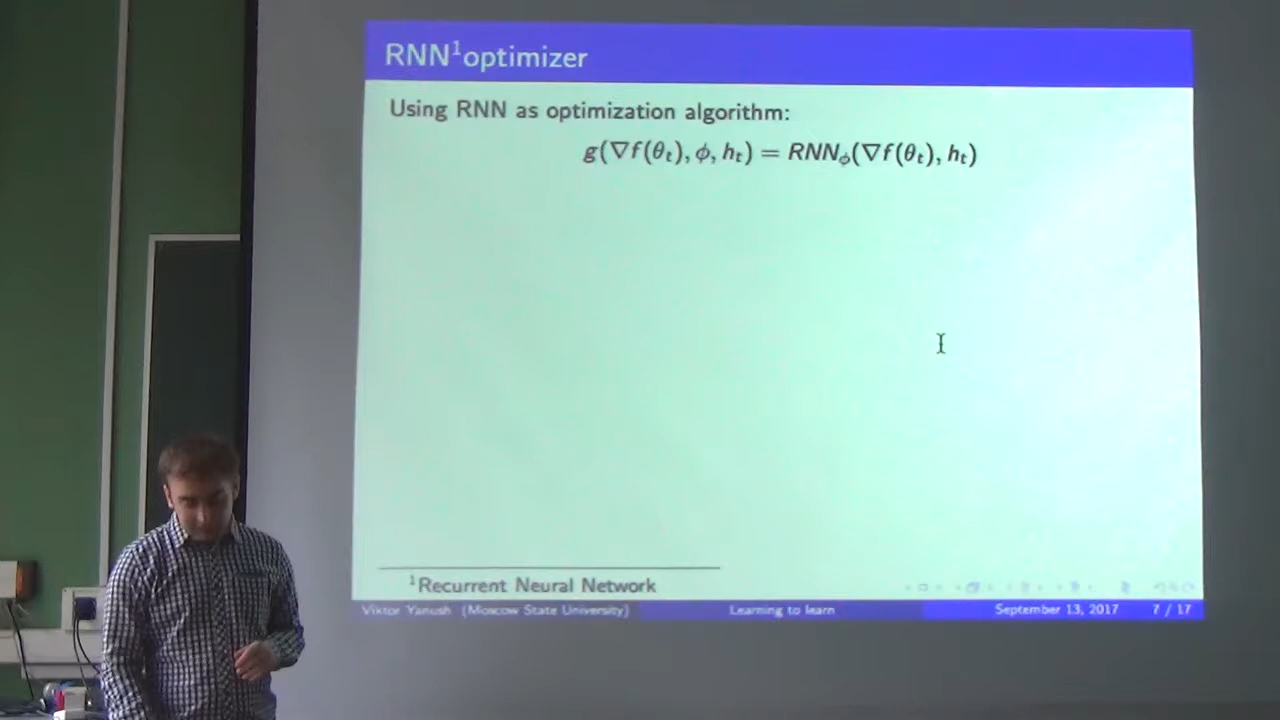 RNN¹optimizer
Using RNN as optimization algorithm:
g(∇f(θₜ), ϕ, hₜ) = RNNᵩ(∇f(θₜ), hₜ)
¹Recurrent Neural Network
Viktor Yanush (Moscow State University) Learning to learn September 13, 2017 7 / 17